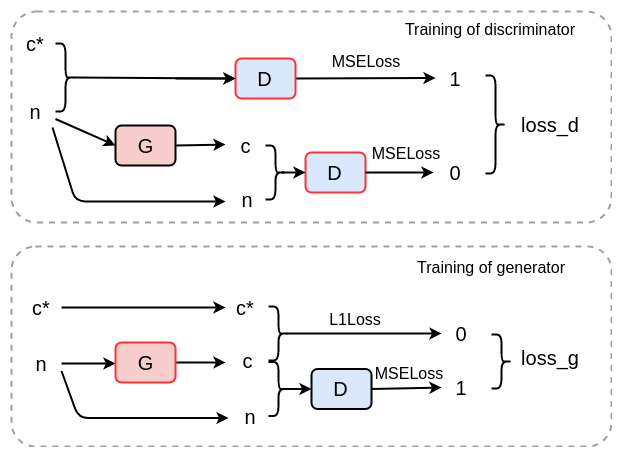 Training of discriminator
c*
D
MSELoss
1
n
G
c
D
MSELoss
0
n
loss_d
Training of generator
c*
c*
L1Loss
0
n
G
c
D
MSELoss
1
n
loss_g